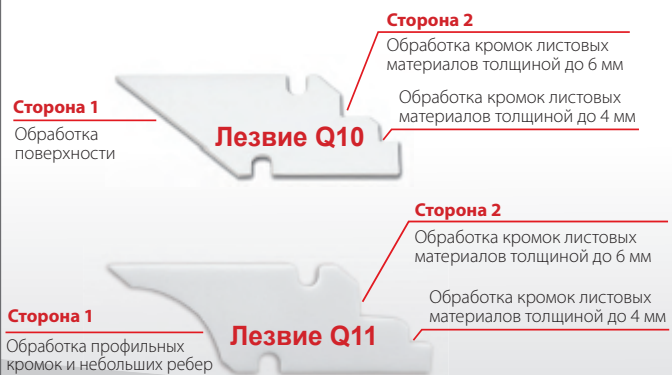 Сторона 2
Обработка кромок листовых
материалов толщиной до 6 мм
Обработка кромок листовых
материалов толщиной до 4 мм
Сторона 1
Обработка
поверхности
Лезвие Q10
Сторона 2
Обработка кромок листовых
материалов толщиной до 6 мм
Обработка кромок листовых
материалов толщиной до 4 мм
Сторона 1
Обработка профильных
кромок и небольших ребер
Лезвие Q11